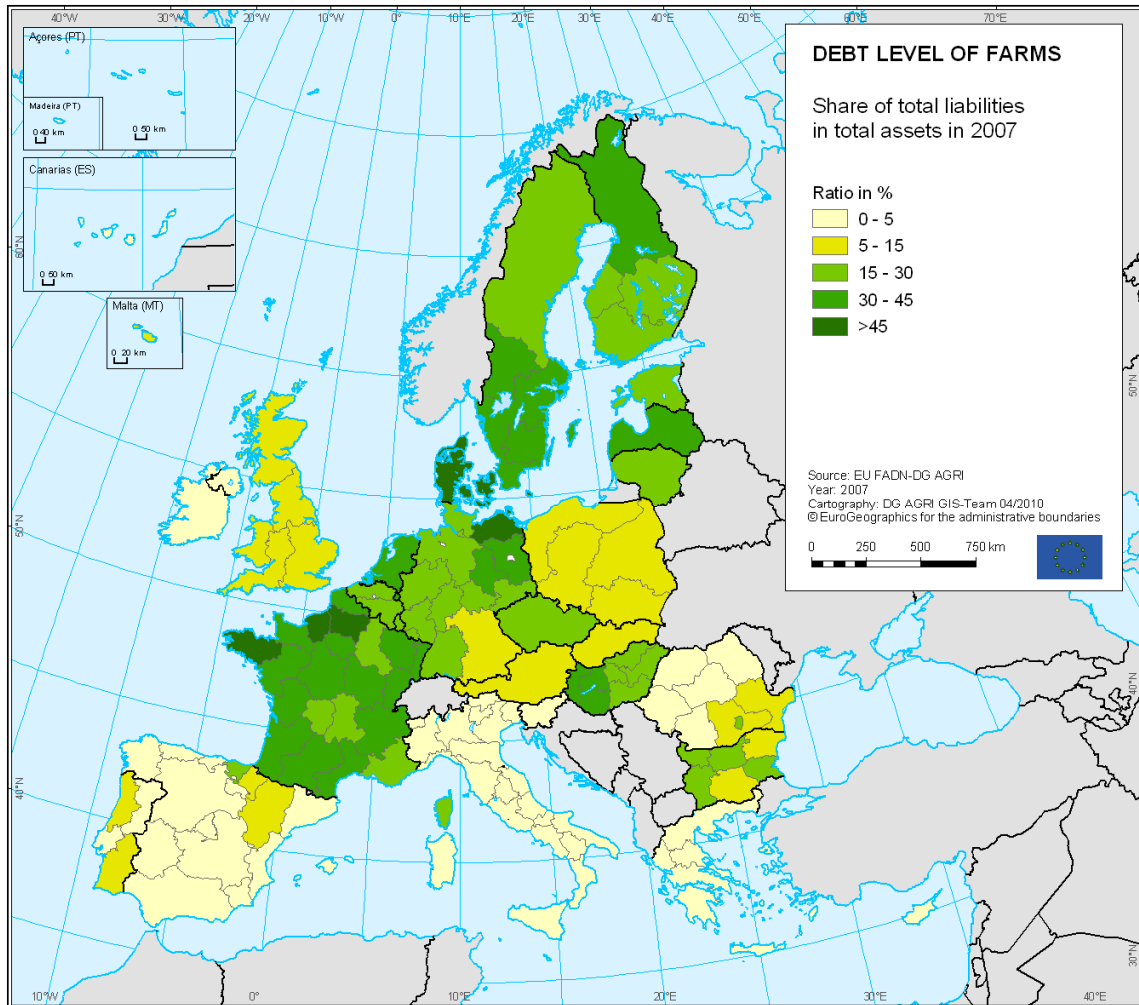 40°W
30°W
20°W
10°W
0°
10°E
20°E
30°E
40°E
50°E
60°E
70°E
Açores (PT)
Madeira (PT)
0 40 km
0 50 km
Canarias (ES)
0 50 km
Malta (MT)
0 20 km
DEBT LEVEL OF FARMS
Share of total liabilities
in total assets in 2007
Ratio in %
0 - 5
5 - 15
15 - 30
30 - 45
>45
Source: EU FADN-DG AGRI
Year: 2007
Cartography: DG AGRI GIS-Team 04/2010
© EuroGeographics for the administrative boundaries
0 250 500 750 km
60°N
50°N
40°N
50°N
40°N
30°N
10°W
0°
10°E
20°E
30°E
40°E